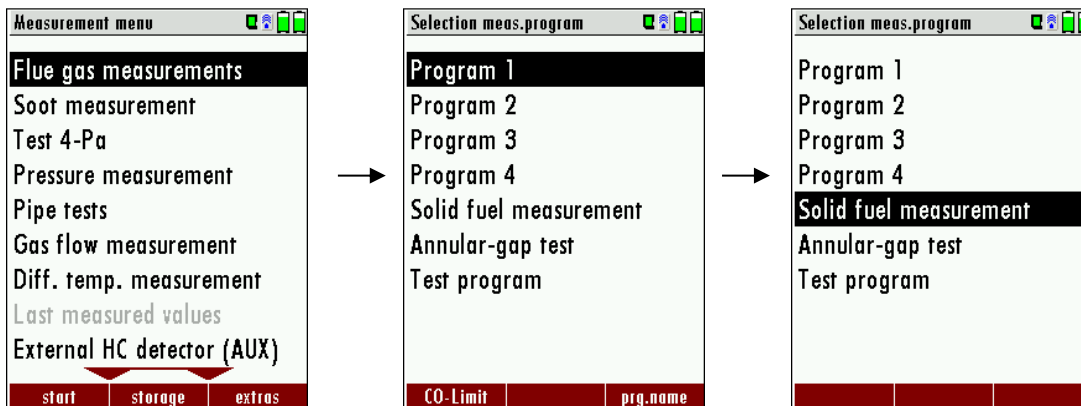 Measurement menu
Flue gas measurements
Soot measurement
Test 4-Pa
Pressure measurement
Pipe tests
Gas flow measurement
Diff. temp. measurement
Last measured values
External HC detector (AUX)
start storage extras
Selection meas.program
Program 1
Program 2
Program 3
Program 4
Solid fuel measurement
Annular-gap test
Test program
CO-Limit prg.name
Selection meas.program
Program 1
Program 2
Program 3
Program 4
Solid fuel measurement
Annular-gap test
Test program